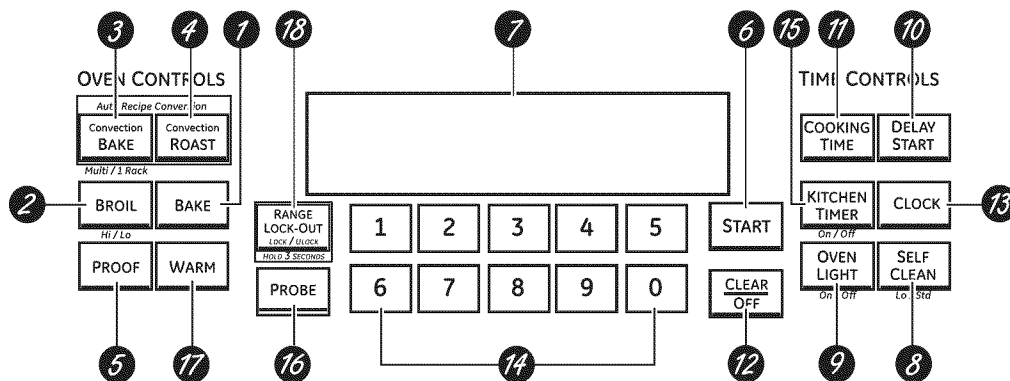 3 4 1 18 7 6 15 11 10
OVEN CONTROLS
TIME CONTROLS
Auto Recipe Conversion
Convection
BAKE
Convection
ROAST
Multi / 1 Rack
COOKING
TIME
DELAY
START
2
BROIL
Hi / Lo
BAKE
RANGE
LOCK-OUT
LOCK / ULOCK
HOLD 3 SECONDS
1 2 3 4 5
START
KITCHEN
TIMER
On / Off
CLOCK
13
PROOF
WARM
PROBE
6 7 8 9 0
CLEAR
OFF
OVEN
LIGHT
On Off
SELF
CLEAN
Lo Std
5 17 16 14 12 9 8